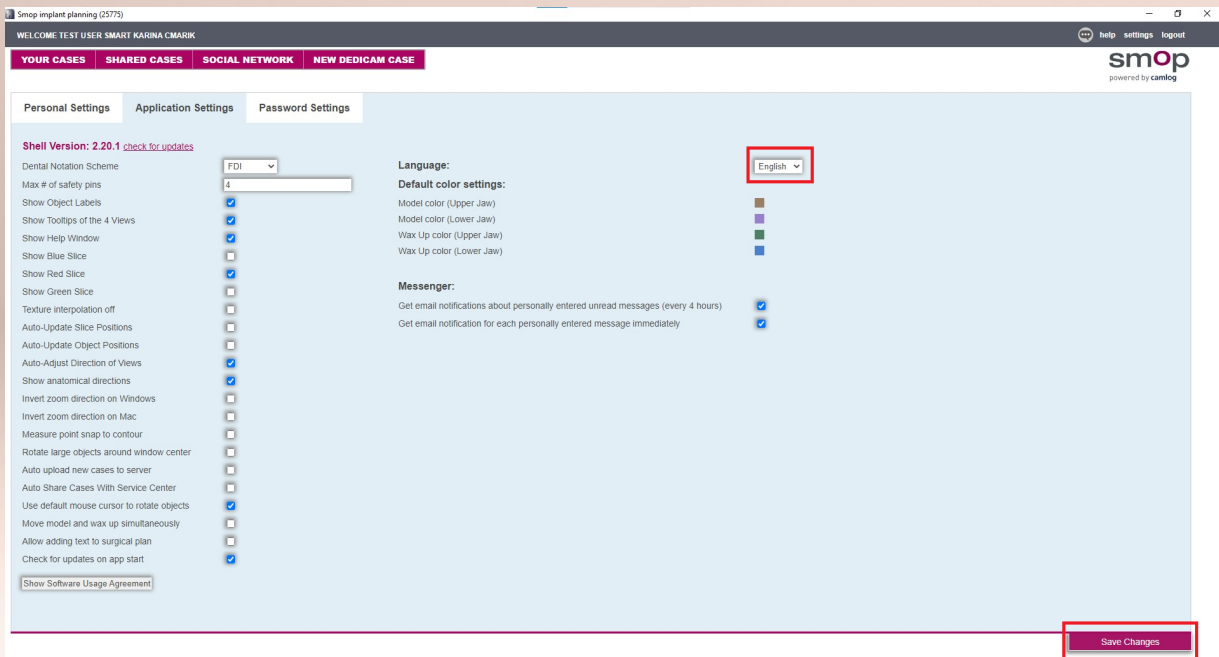 Smop implant planning (25775)
WELCOME TEST USER SMART KARINA CMARIK
help settings logout
YOUR CASES SHARED CASES SOCIAL NETWORK NEW DEDICAM CASE
smop
powered by camlog
Personal Settings Application Settings Password Settings
Shell Version: 2.20.1 check for updates
Dental Notation Scheme FDI
Max # of safety pins 4
Show Object Labels
Show Tooltips of the 4 Views
Show Help Window
Show Blue Slice
Show Red Slice
Show Green Slice
Texture interpolation off
Auto-Update Slice Positions
Auto-Update Object Positions
Auto-Adjust Direction of Views
Show anatomical directions
Invert zoom direction on Windows
Invert zoom direction on Mac
Measure point snap to contour
Rotate large objects around window center
Auto upload new cases to server
Auto Share Cases With Service Center
Use default mouse cursor to rotate objects
Move model and wax up simultaneously
Allow adding text to surgical plan
Check for updates on app start
Show Software Usage Agreement
Language: English
Default color settings:
Model color (Upper Jaw)
Model color (Lower Jaw)
Wax Up color (Upper Jaw)
Wax Up color (Lower Jaw)
Messenger:
Get email notifications about personally entered unread messages (every 4 hours)
Get email notification for each personally entered message immediately
Save Changes